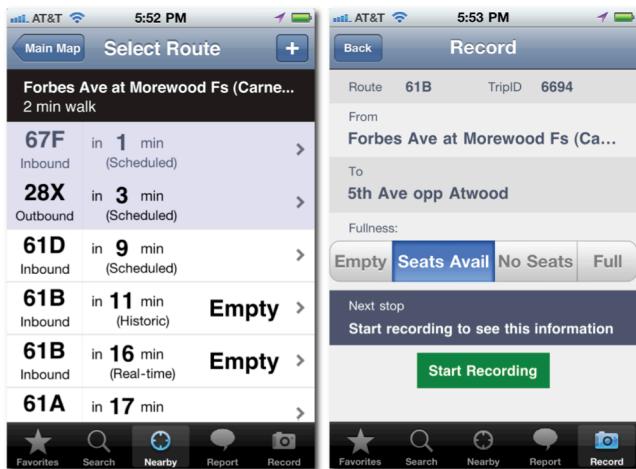 AT&T 5:52 PM
Main Map Select Route +
Forbes Ave at Morewood Fs (Carne...
2 min walk
67F in 1 min
Inbound (Scheduled)
28X in 3 min
Outbound (Scheduled)
61D in 9 min
Inbound (Scheduled)
61B in 11 min Empty
Inbound (Historic)
61B in 16 min Empty
Inbound (Real-time)
61A in 17 min
Favorites Search Nearby Report Record
AT&T 5:53 PM
Back Record
Route 61B TripID 6694
From
Forbes Ave at Morewood Fs (Ca...
To
5th Ave opp Atwood
Fullness:
Empty Seats Avail No Seats Full
Next stop
Start recording to see this information
Start Recording
Favorites Search Nearby Report Record